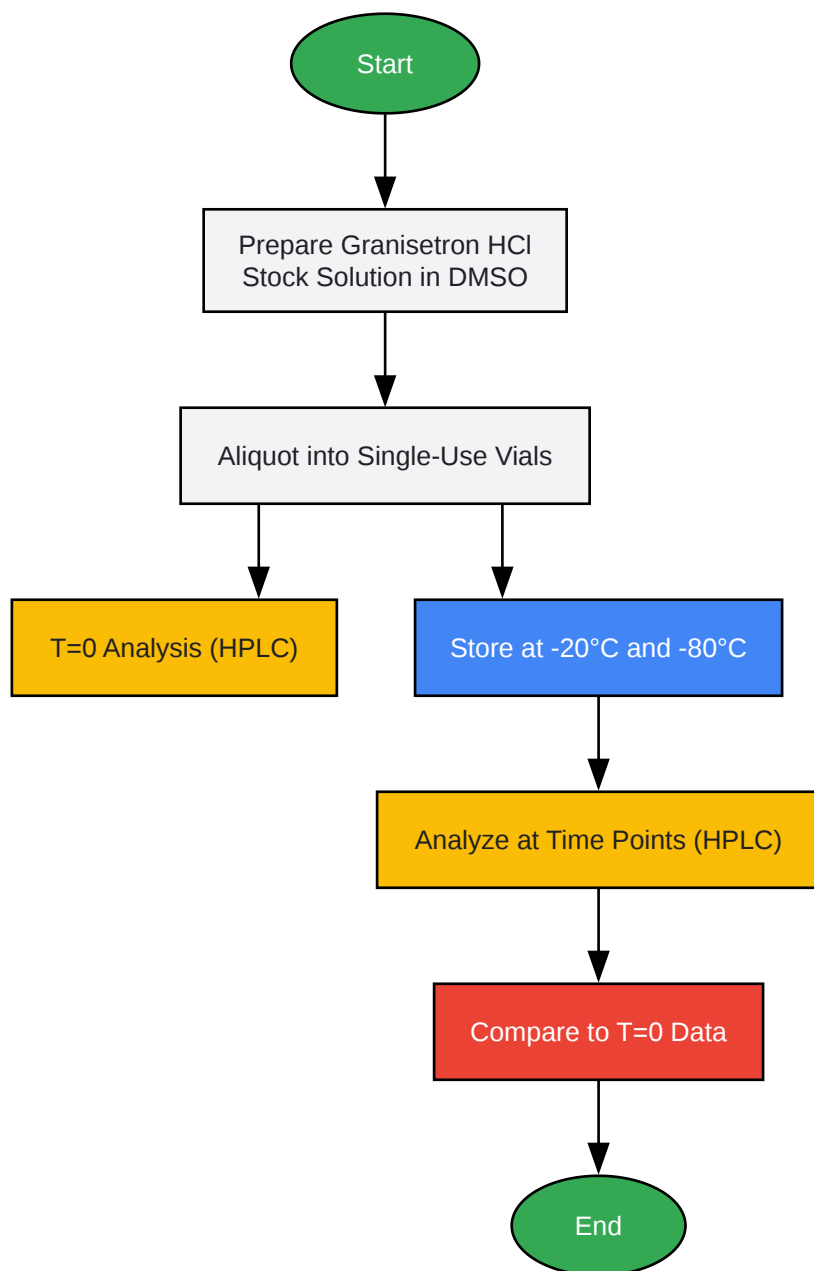 Start
Prepare Granisetron HCl
Stock Solution in DMSO
Aliquot into Single-Use Vials
T=0 Analysis (HPLC)
Store at -20°C and -80°C
Analyze at Time Points (HPLC)
Compare to T=0 Data
End